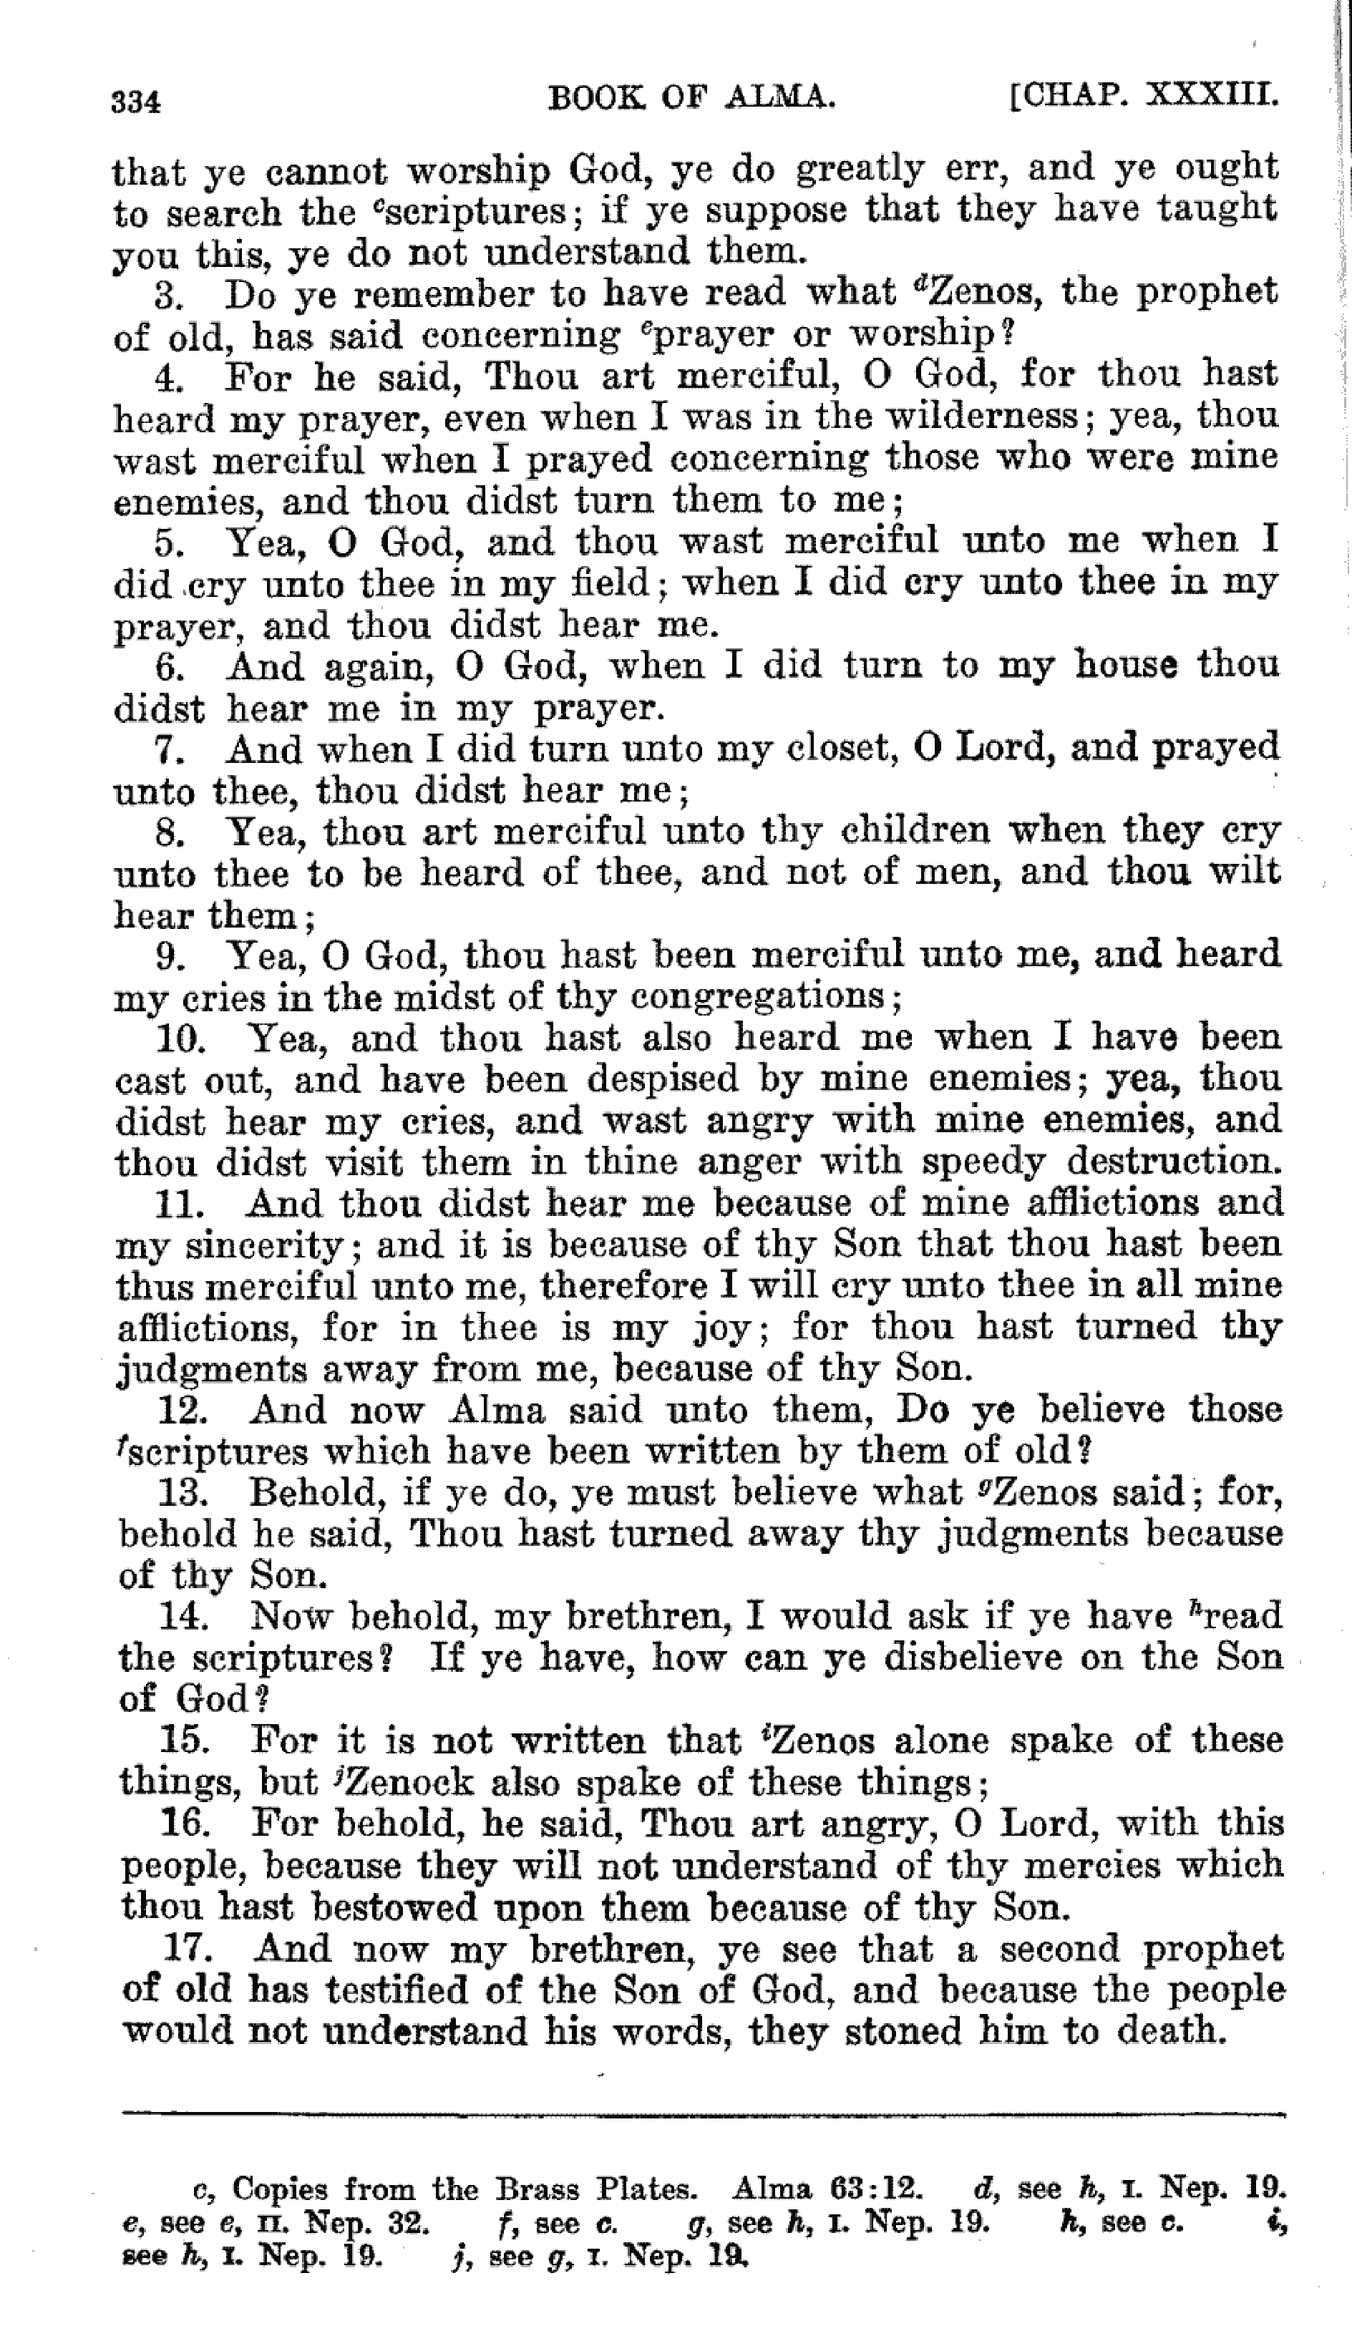 334 BOOK OF ALMA. [CHAP. XXXIII.
that ye cannot worship God, ye do greatly err, and ye ought
to search the ᶜscriptures; if ye suppose that they have taught
you this, ye do not understand them.
3. Do ye remember to have read what ᵈZenos, the prophet
of old, has said concerning ᵉprayer or worship?
4. For he said, Thou art merciful, O God, for thou hast
heard my prayer, even when I was in the wilderness; yea, thou
wast merciful when I prayed concerning those who were mine
enemies, and thou didst turn them to me;
5. Yea, O God, and thou wast merciful unto me when I
did cry unto thee in my field; when I did cry unto thee in my
prayer, and thou didst hear me.
6. And again, O God, when I did turn to my house thou
didst hear me in my prayer.
7. And when I did turn unto my closet, O Lord, and prayed
unto thee, thou didst hear me;
8. Yea, thou art merciful unto thy children when they cry
unto thee to be heard of thee, and not of men, and thou wilt
hear them;
9. Yea, O God, thou hast been merciful unto me, and heard
my cries in the midst of thy congregations;
10. Yea, and thou hast also heard me when I have been
cast out, and have been despised by mine enemies; yea, thou
didst hear my cries, and wast angry with mine enemies, and
thou didst visit them in thine anger with speedy destruction.
11. And thou didst hear me because of mine afflictions and
my sincerity; and it is because of thy Son that thou hast been
thus merciful unto me, therefore I will cry unto thee in all mine
afflictions, for in thee is my joy; for thou hast turned thy
judgments away from me, because of thy Son.
12. And now Alma said unto them, Do ye believe those
ᶠscriptures which have been written by them of old?
13. Behold, if ye do, ye must believe what ᵍZenos said; for,
behold he said, Thou hast turned away thy judgments because
of thy Son.
14. Now behold, my brethren, I would ask if ye have ʰread
the scriptures? If ye have, how can ye disbelieve on the Son
of God?
15. For it is not written that ⁱZenos alone spake of these
things, but ʲZenock also spake of these things;
16. For behold, he said, Thou art angry, O Lord, with this
people, because they will not understand of thy mercies which
thou hast bestowed upon them because of thy Son.
17. And now my brethren, ye see that a second prophet
of old has testified of the Son of God, and because the people
would not understand his words, they stoned him to death.
c, Copies from the Brass Plates. Alma 63:12. d, see h, I. Nep. 19.
e, see e, II. Nep. 32. f, see c. g, see h, I. Nep. 19. h, see c. i,
see h, I. Nep. 19. j, see g, I. Nep. 19.